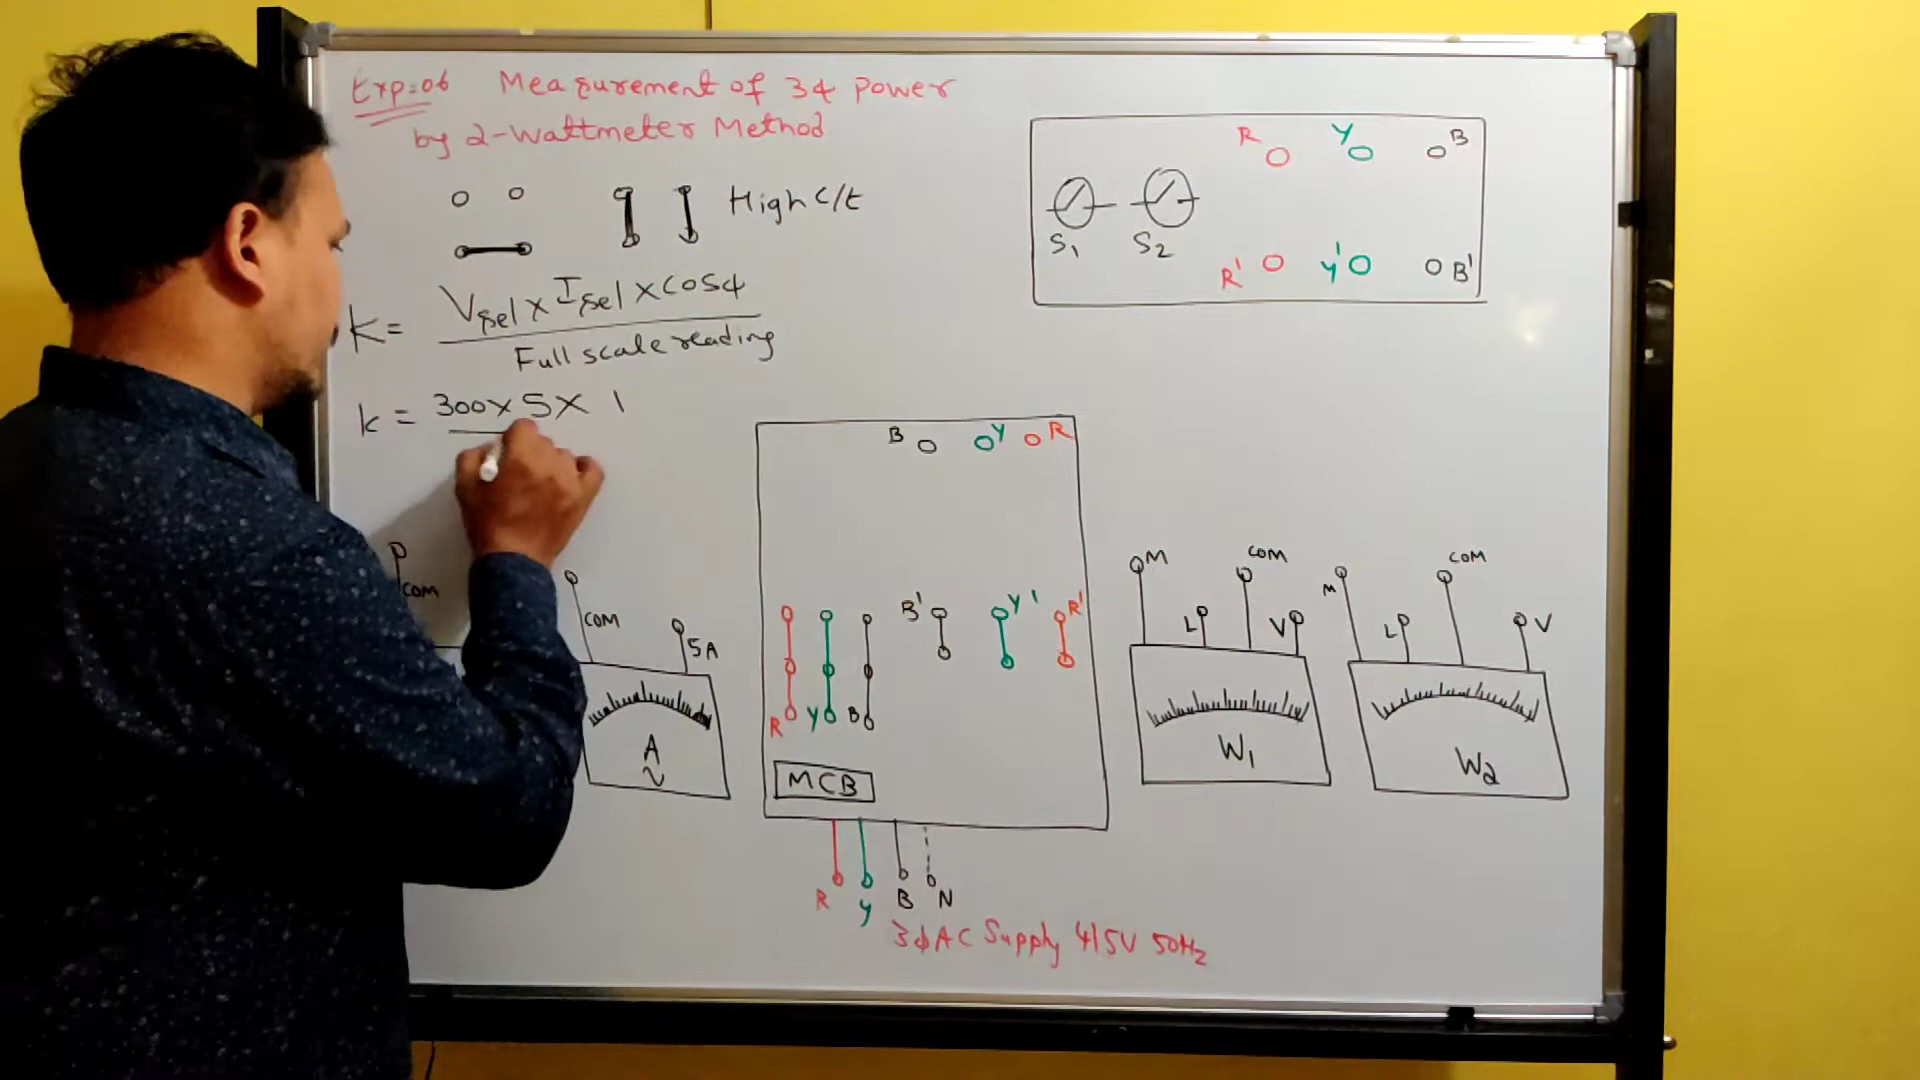 Exp:06 Measurement of 3ϕ power
by 2-Wattmeter Method
High C/t
K = Vsel x Isel x cosϕ
Full scale reading
k = 300 x 5 x 1
R Y B
S1 S2
R' Y' B'
COM
COM
5A
A
~
B Y R
B' Y' R'
R Y B
MCB
R Y B N
3ϕ AC Supply 415V 50Hz
M L COM V
W1
M L COM V
W2